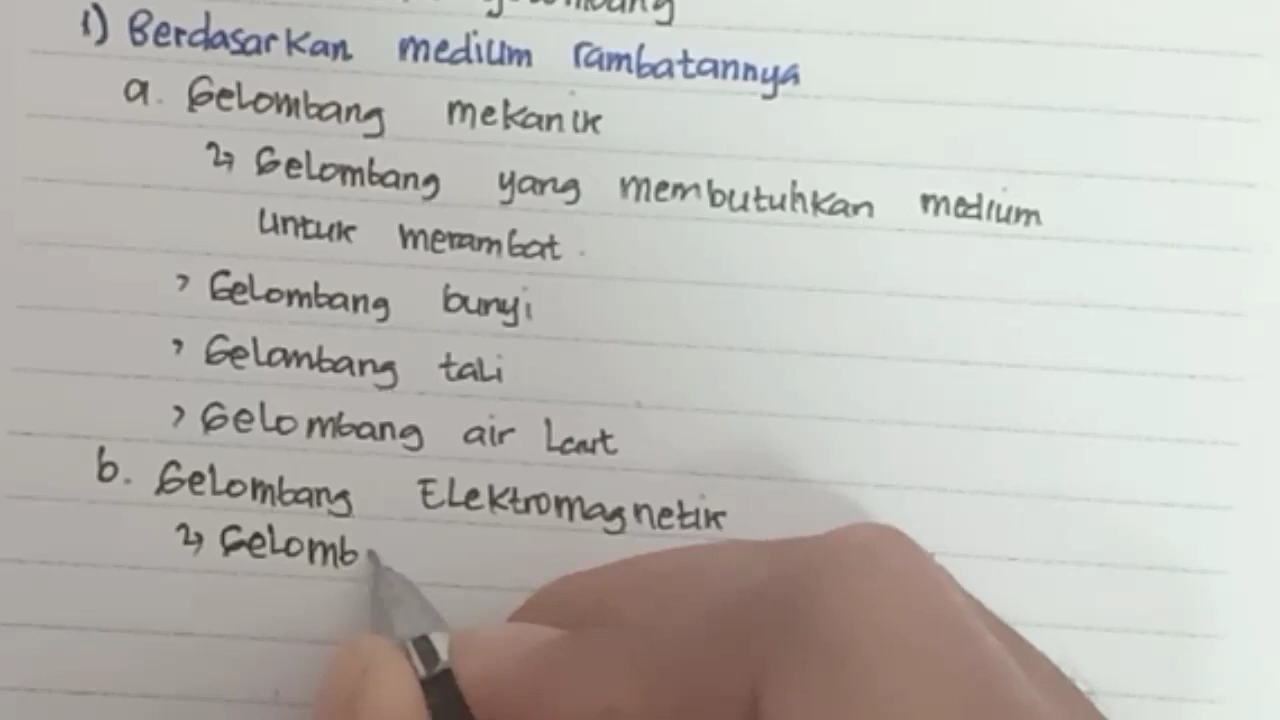 1) Berdasarkan medium rambatannya
a. Gelombang mekanik
↳ Gelombang yang membutuhkan medium
untuk merambat.
> Gelombang bunyi
> Gelombang tali
> Gelombang air laut
b. Gelombang Elektromagnetik
↳ Gelomb